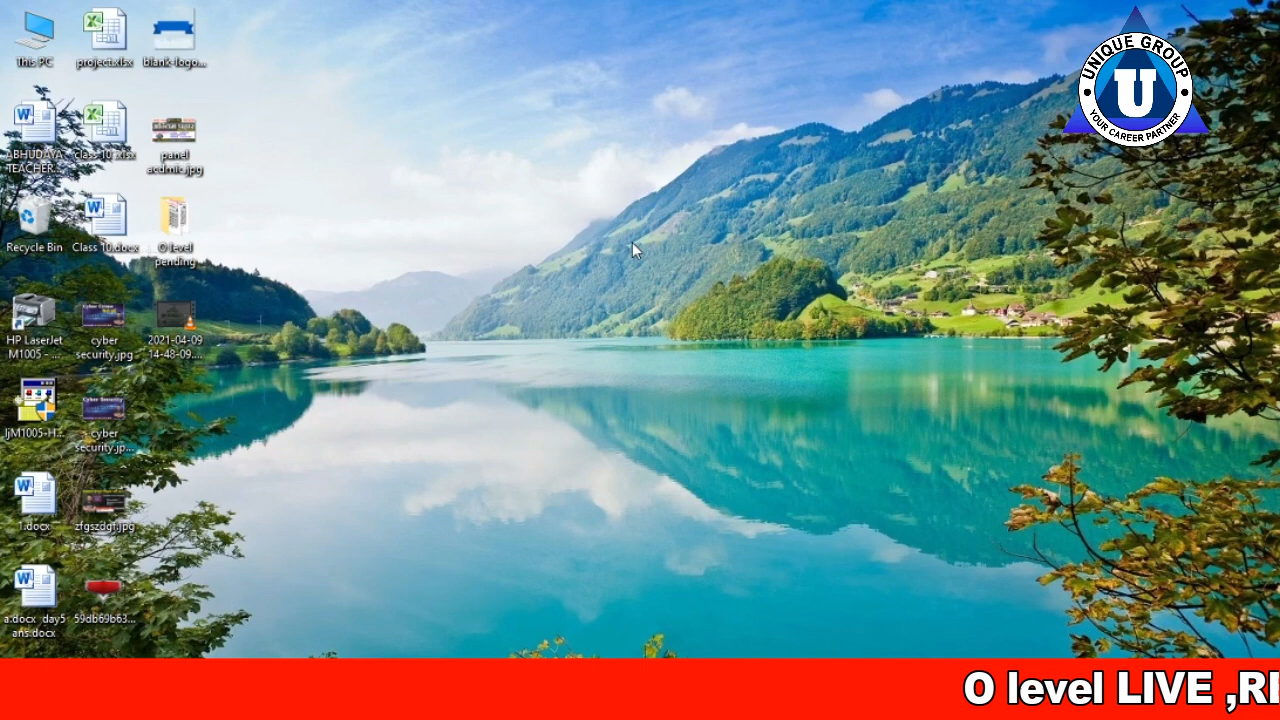 This PC
project.xlsx
blank-logo...
ABHUDAYA
TEACHER...
class 10.xlsx
panel
acdmic.jpg
Recycle Bin
Class 10.docx
O level
pending
HP LaserJet
M1005 - ...
cyber
security.jpg
2021-04-09
14-48-09....
ljM1005-H...
cyber
security.jp...
1.docx
zfgszdgf.jpg
a.docx day5
ans.docx
59db69b63...
UNIQUE GROUP
U
YOUR CAREER PARTNER
O level LIVE ,